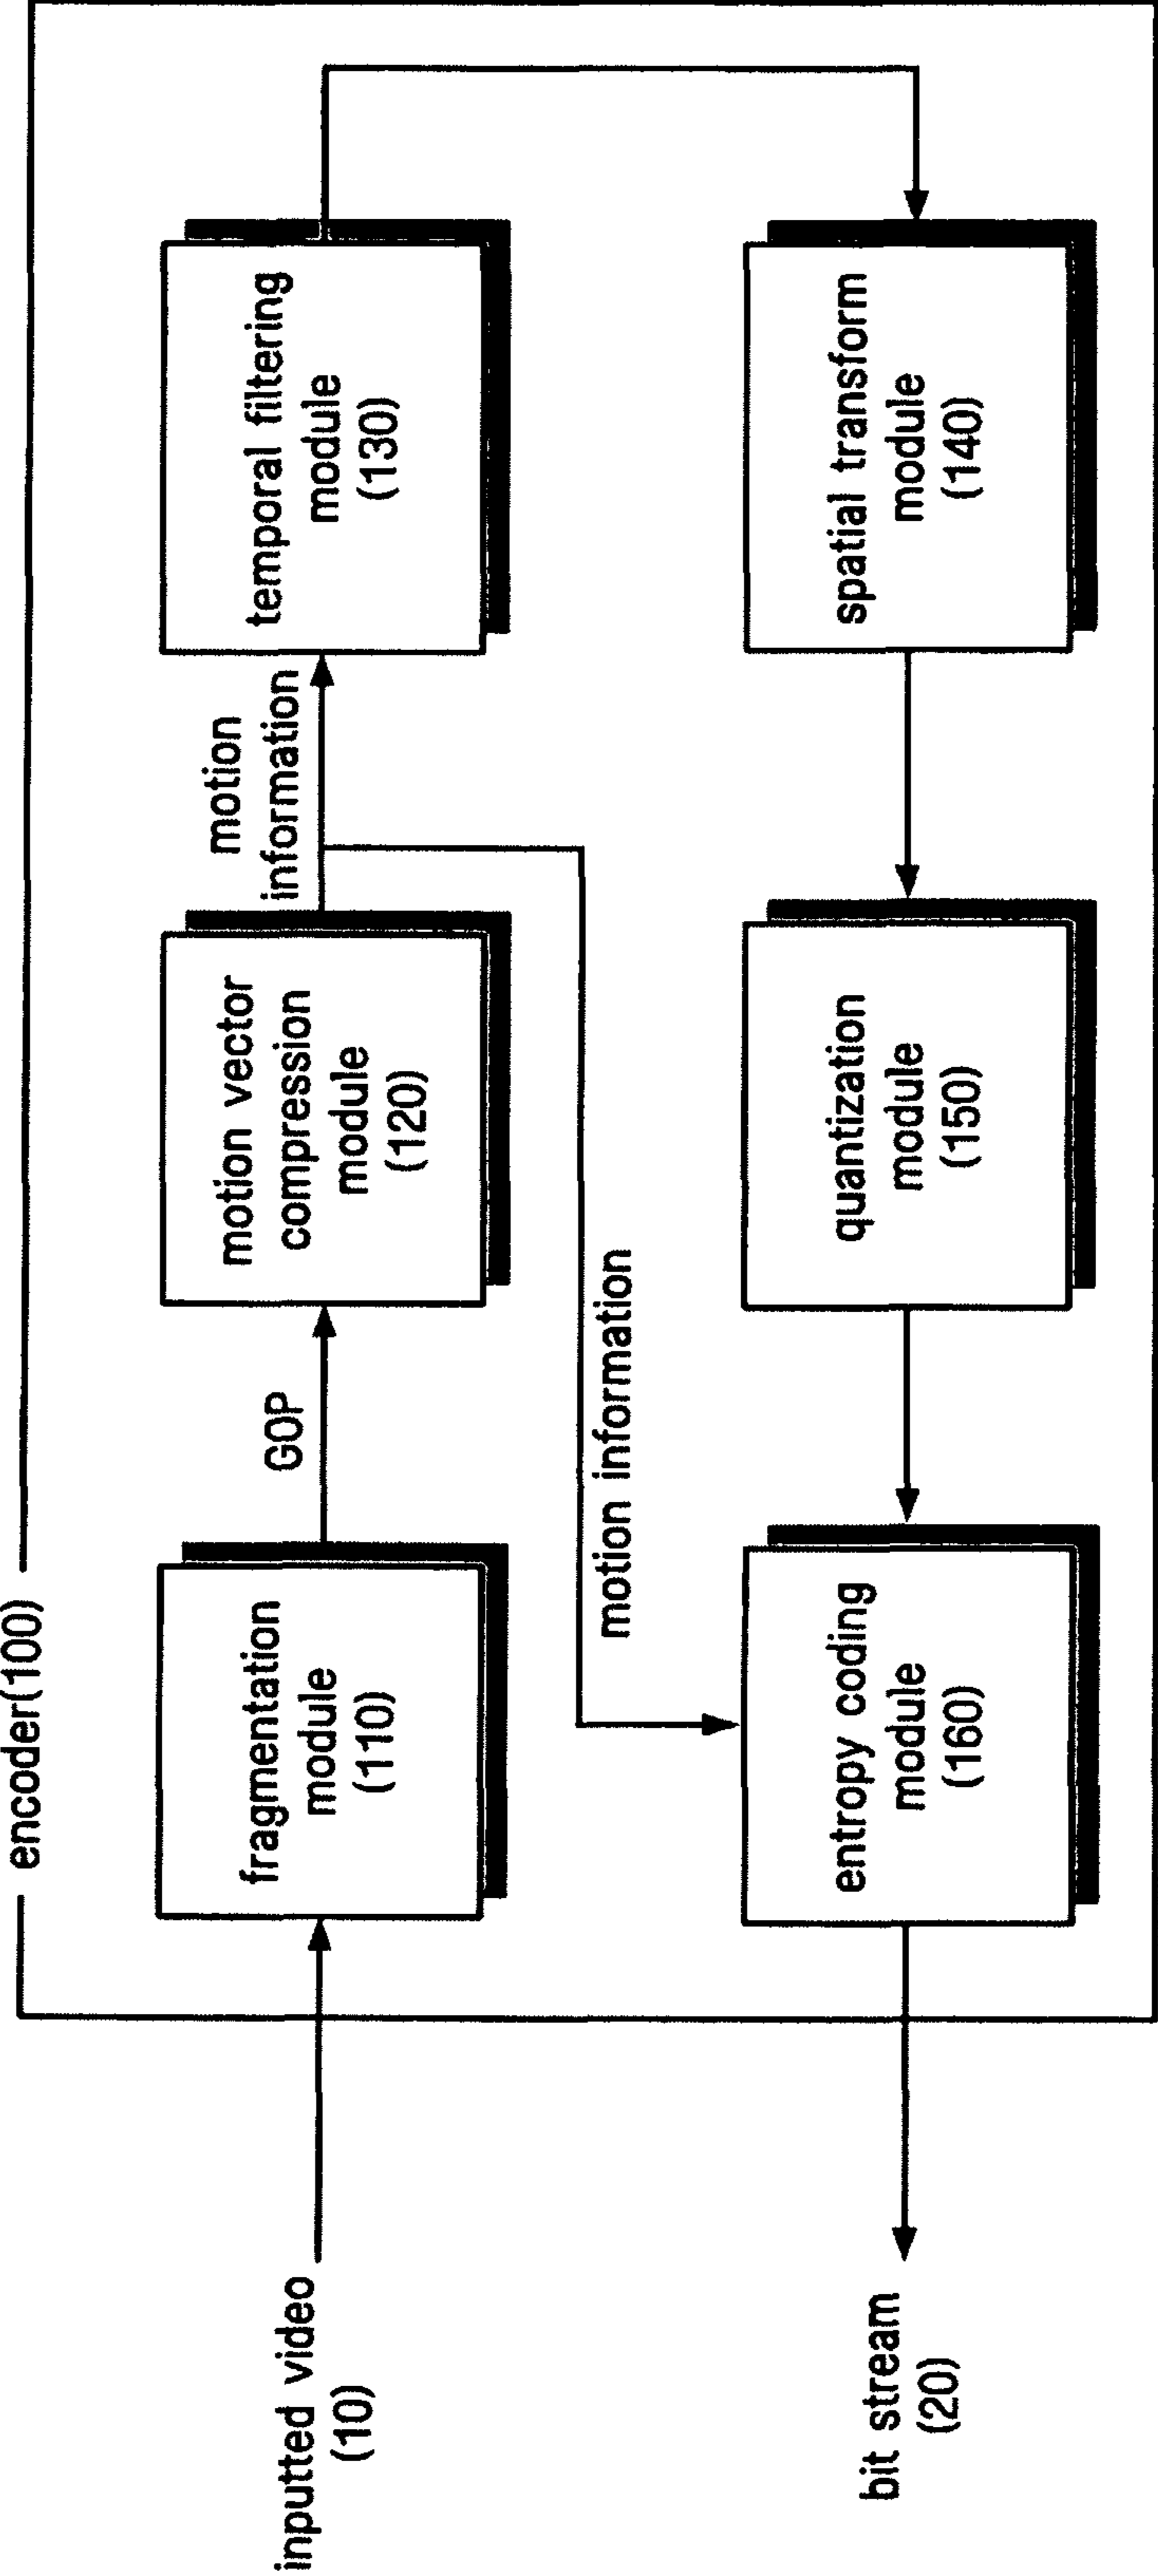 encoder(100)
inputted video
(10)
fragmentation
module
(110)
GOP
motion vector
compression
module
(120)
motion
information
temporal filtering
module
(130)
motion information
bit stream
(20)
entropy coding
module
(160)
quantization
module
(150)
spatial transform
module
(140)